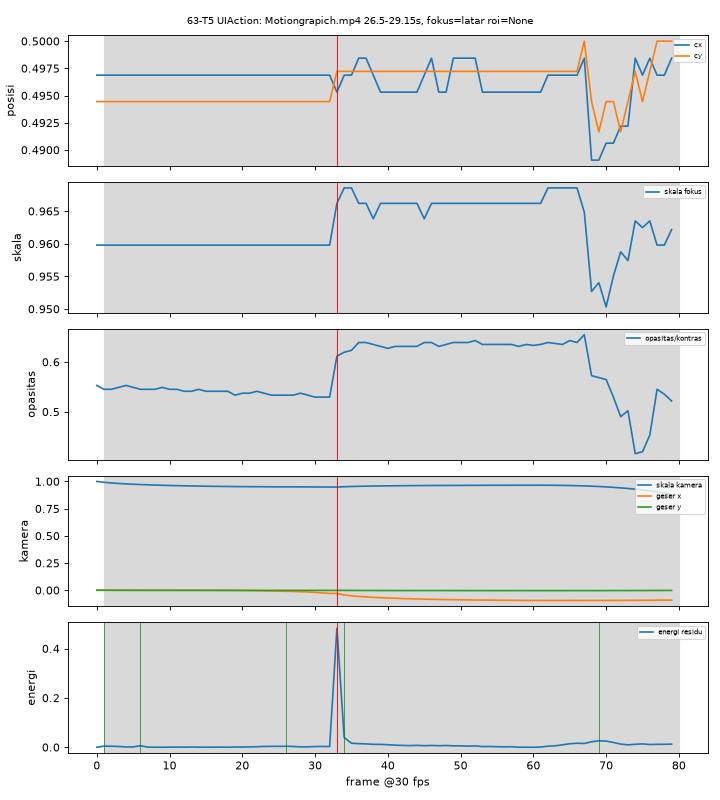 63-T5 UIAction: Motiongrapich.mp4 26.5-29.15s, fokus=latar roi=None
0.5000
0.4975
0.4950
0.4925
0.4900
posisi
cx
cy
0.965
0.960
0.955
0.950
skala
skala fokus
0.6
0.5
opasitas
opasitas/kontras
1.00
0.75
0.50
0.25
0.00
kamera
skala kamera
geser x
geser y
0.4
0.2
0.0
energi
energi residu
0 10 20 30 40 50 60 70 80
frame @30 fps